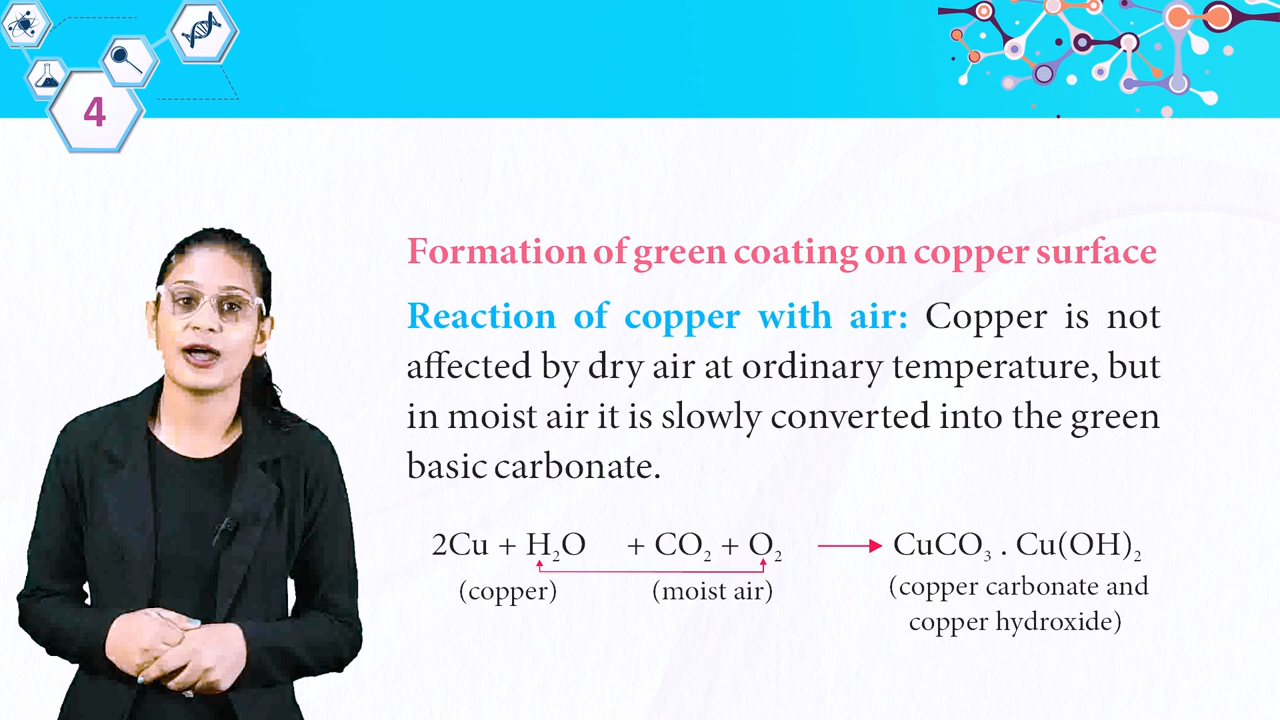 4
Formation of green coating on copper surface
Reaction of copper with air: Copper is not
affected by dry air at ordinary temperature, but
in moist air it is slowly converted into the green
basic carbonate.
2Cu + H₂O + CO₂ + O₂ → CuCO₃ . Cu(OH)₂
(copper) (moist air) (copper carbonate and
copper hydroxide)